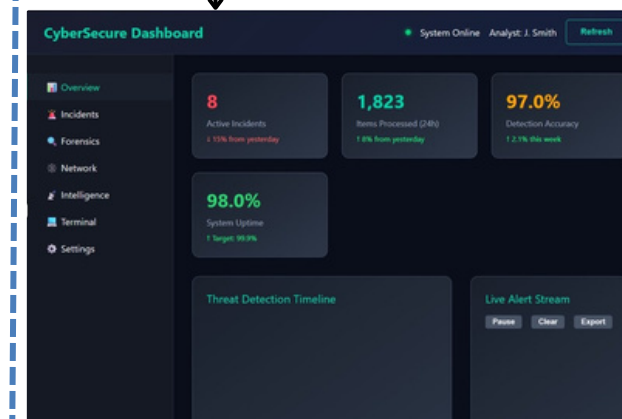 CyberSecure Dashboard
System Online Analyst: J. Smith Refresh
Overview
Incidents
Forensics
Network
Intelligence
Terminal
Settings
8
Active Incidents
↓ 15% from yesterday
1,823
Items Processed (24h)
↑ 8% from yesterday
97.0%
Detection Accuracy
↑ 2.1% this week
98.0%
System Uptime
↑ Target: 99.9%
Threat Detection Timeline
Live Alert Stream
Pause Clear Export